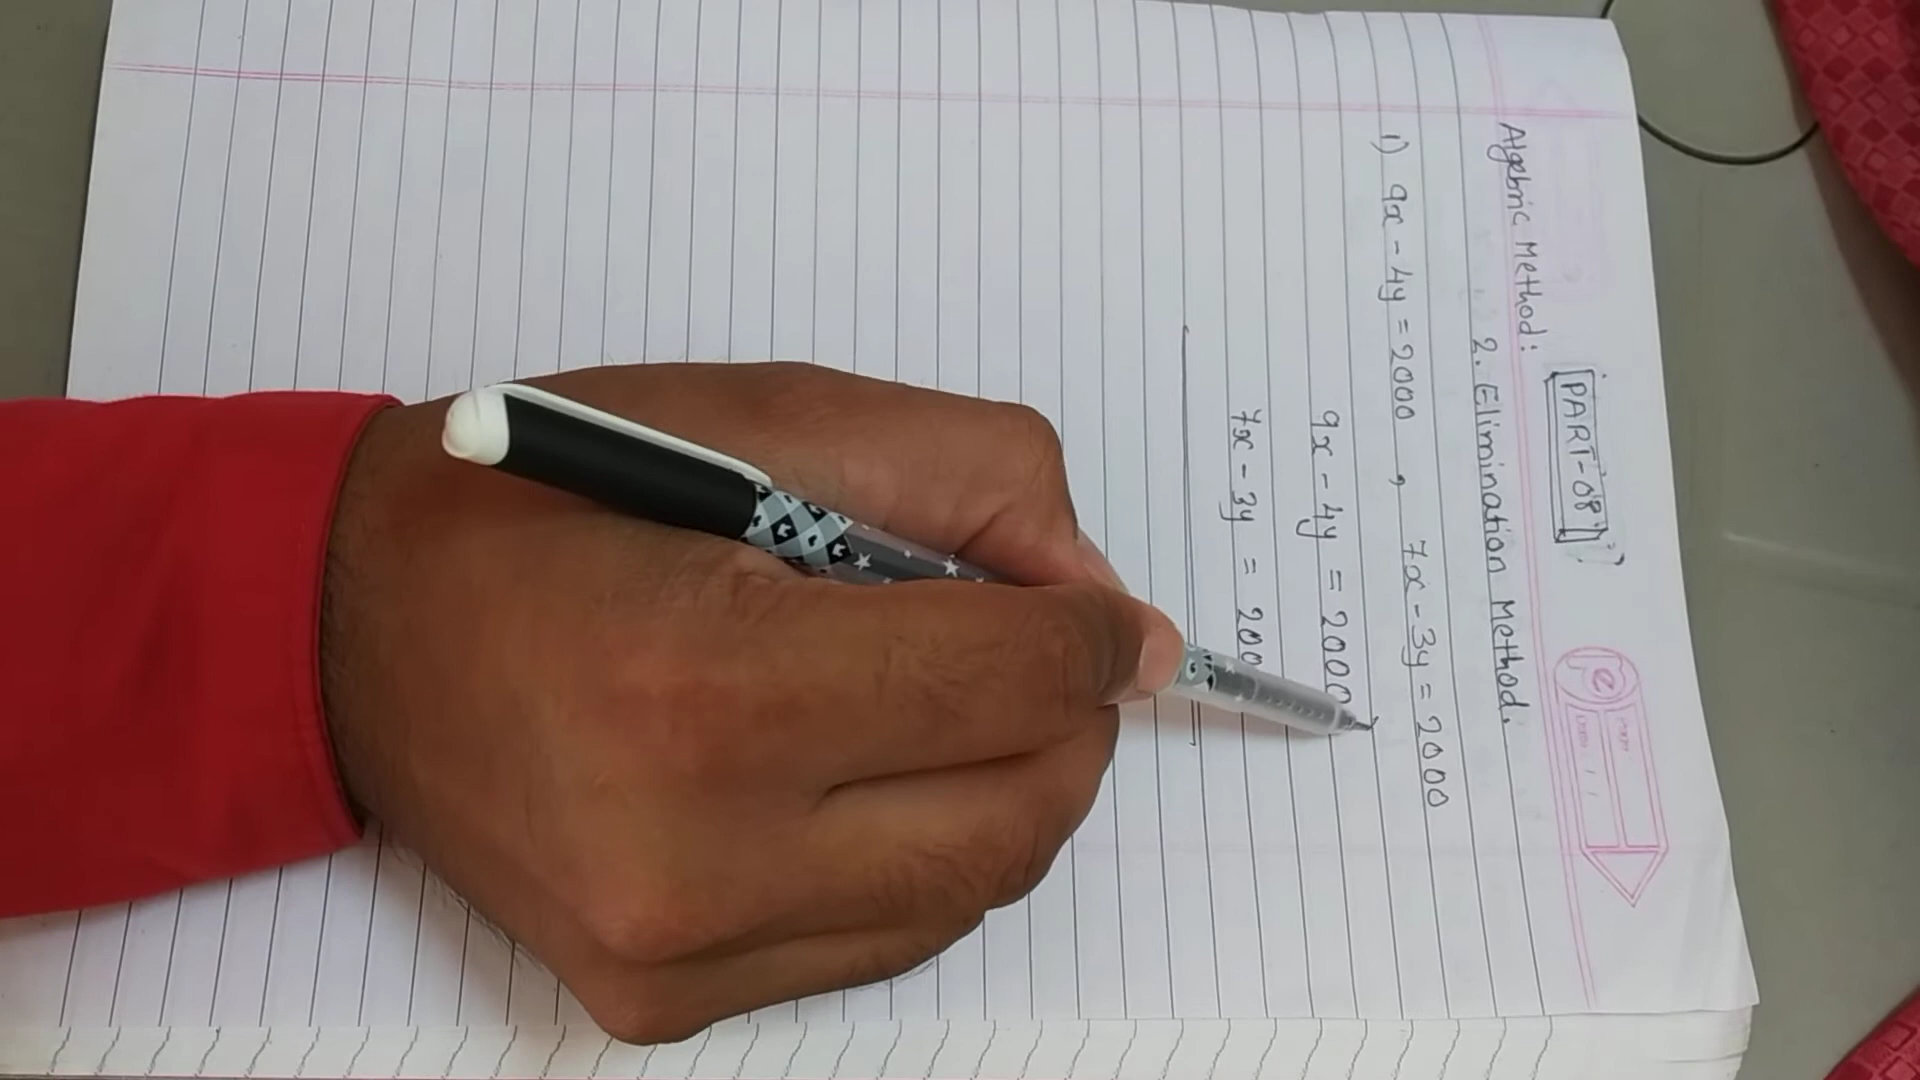 PART-08
Algebric Method:
2. Elimination Method.
1) 9x - 4y = 2000 , 7x - 3y = 2000
9x - 4y = 2000
7x - 3y = 200